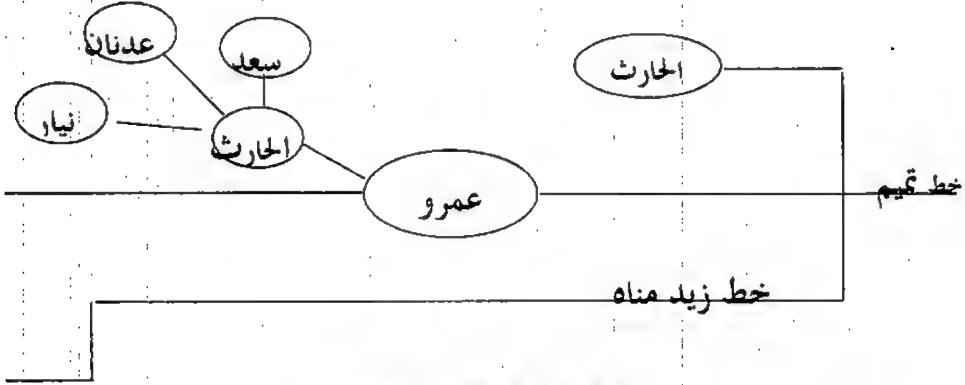 عدنان
سعد
الحارث
نيار
الحارث
خط تميم
عمرو
خط زيد مناه